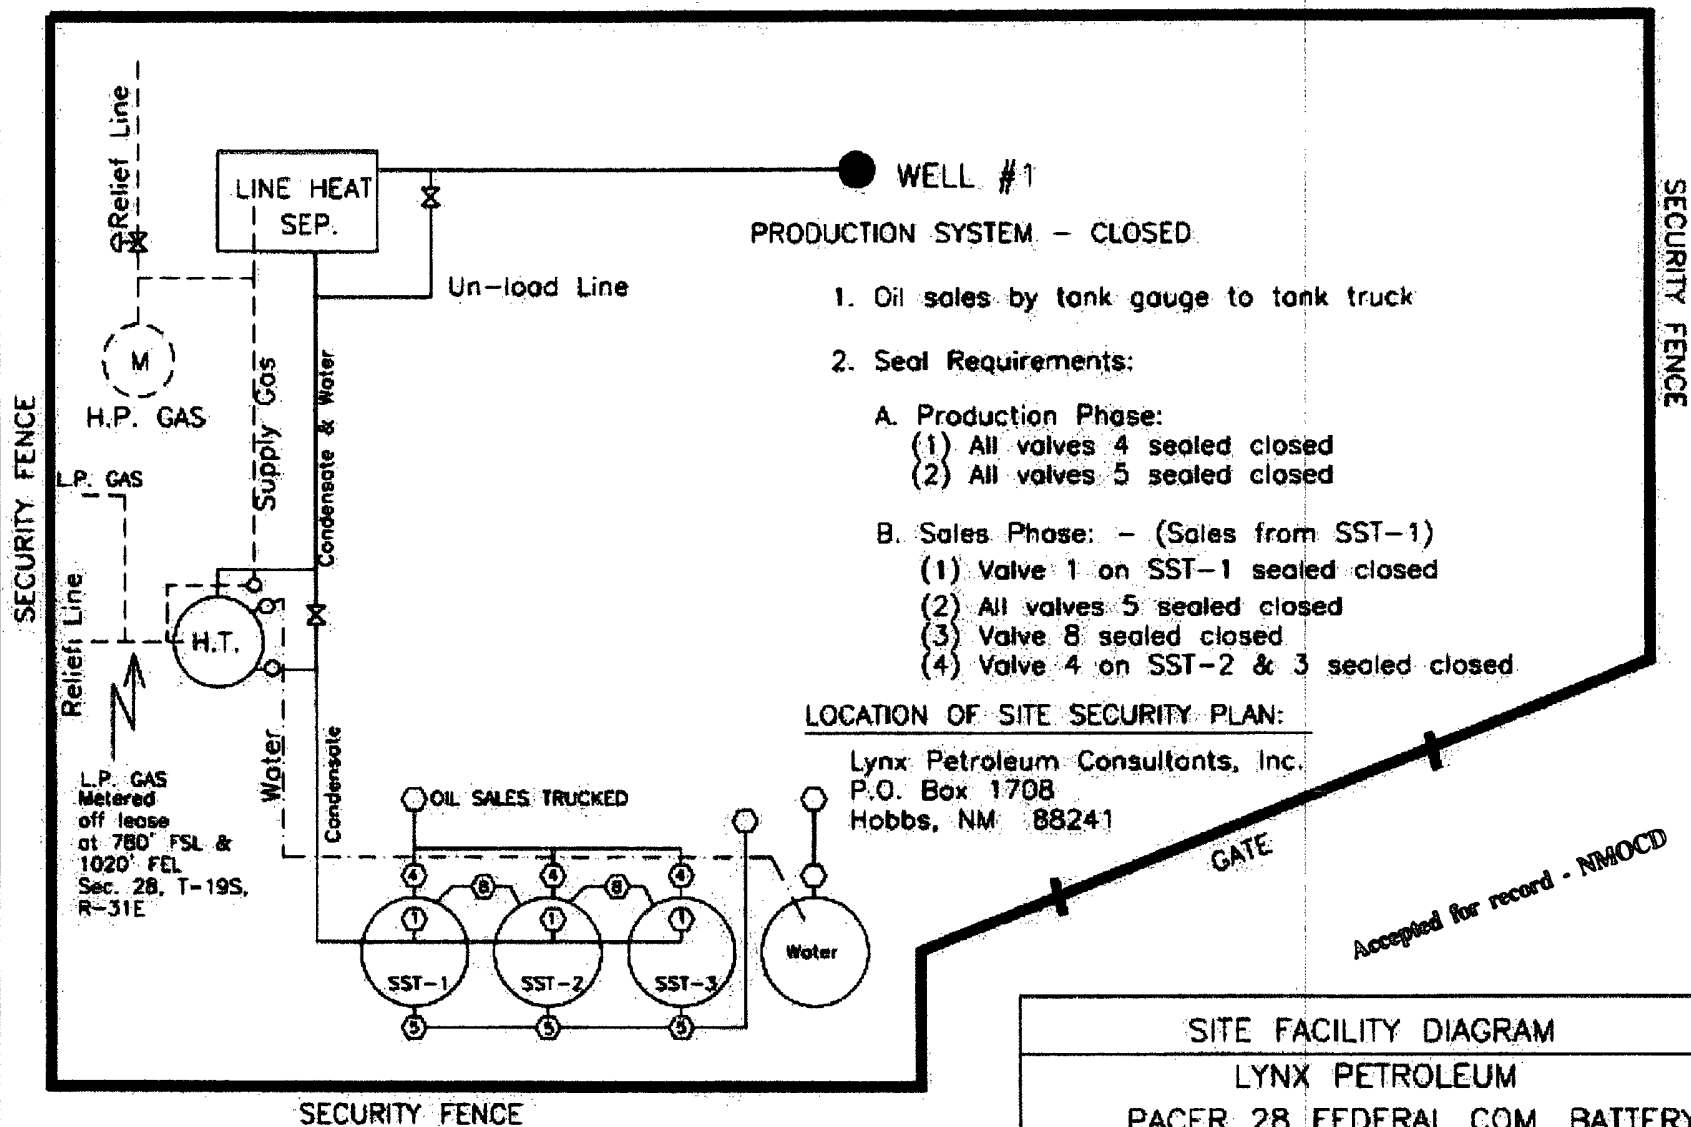 Relief Line
LINE HEAT
SEP.
WELL #1
PRODUCTION SYSTEM - CLOSED
Un-load Line
1. Oil sales by tank gauge to tank truck
2. Seal Requirements:
A. Production Phase:
(1) All valves 4 sealed closed
(2) All valves 5 sealed closed
B. Sales Phase: - (Sales from SST-1)
(1) Valve 1 on SST-1 sealed closed
(2) All valves 5 sealed closed
(3) Valve 8 sealed closed
(4) Valve 4 on SST-2 & 3 sealed closed
LOCATION OF SITE SECURITY PLAN:
Lynx Petroleum Consultants, Inc.
P.O. Box 1708
Hobbs, NM 88241
SECURITY FENCE
SECURITY FENCE
M
H.P. GAS
Supply Gas
Condensate & Water
L.P. GAS
Relief Line
H.T.
N
L.P. GAS
Metered
off lease
at 780' FSL &
1020' FEL
Sec. 28, T-19S,
R-31E
Water
Condensate
OIL SALES TRUCKED
4 4 4
8 8
1 1 1
SST-1 SST-2 SST-3
Water
5 5 5
GATE
Accepted for record - NMOCD
SECURITY FENCE
SITE FACILITY DIAGRAM
LYNX PETROLEUM
PACER 28 FEDERAL COM. BATTERY